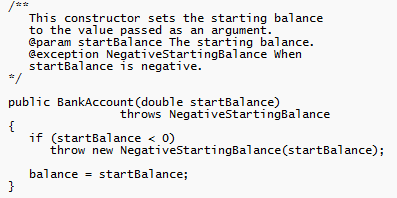 /**
   This constructor sets the starting balance
   to the value passed as an argument.
   @param startBalance The starting balance.
   @exception NegativeStartingBalance When
   startBalance is negative.
*/
public BankAccount(double startBalance)
                throws NegativeStartingBalance
{
   if (startBalance < 0)
      throw new NegativeStartingBalance(startBalance);
   balance = startBalance;
}